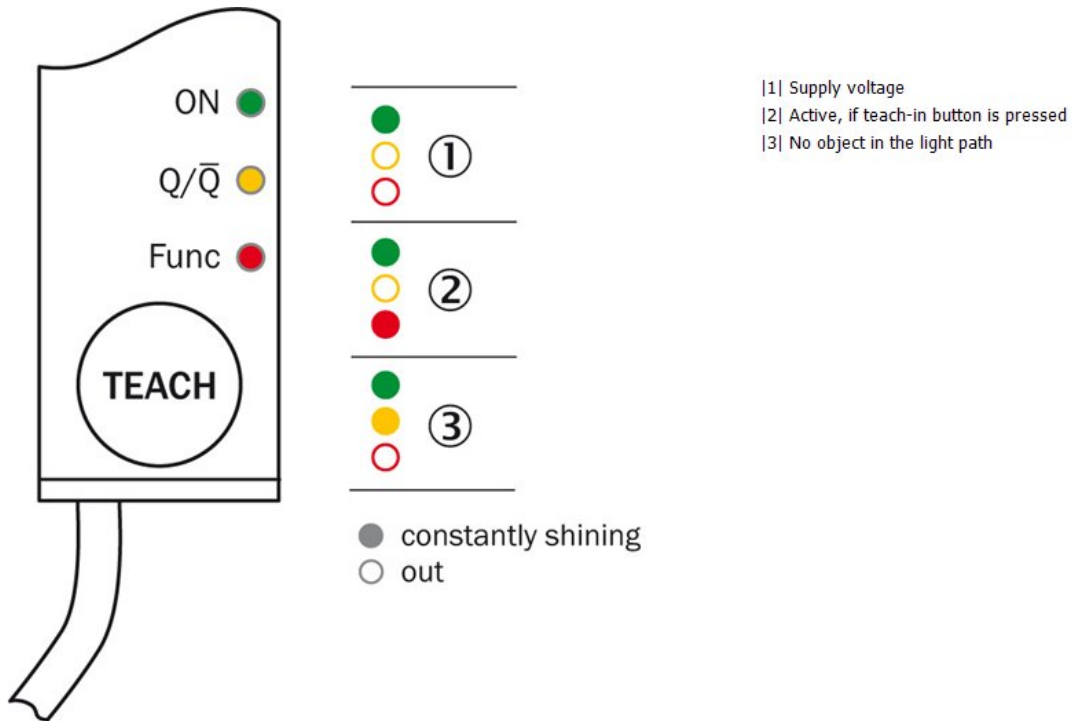 ON
Q/Q̅
Func
TEACH
①
②
③
constantly shining
out
|1| Supply voltage
|2| Active, if teach-in button is pressed
|3| No object in the light path